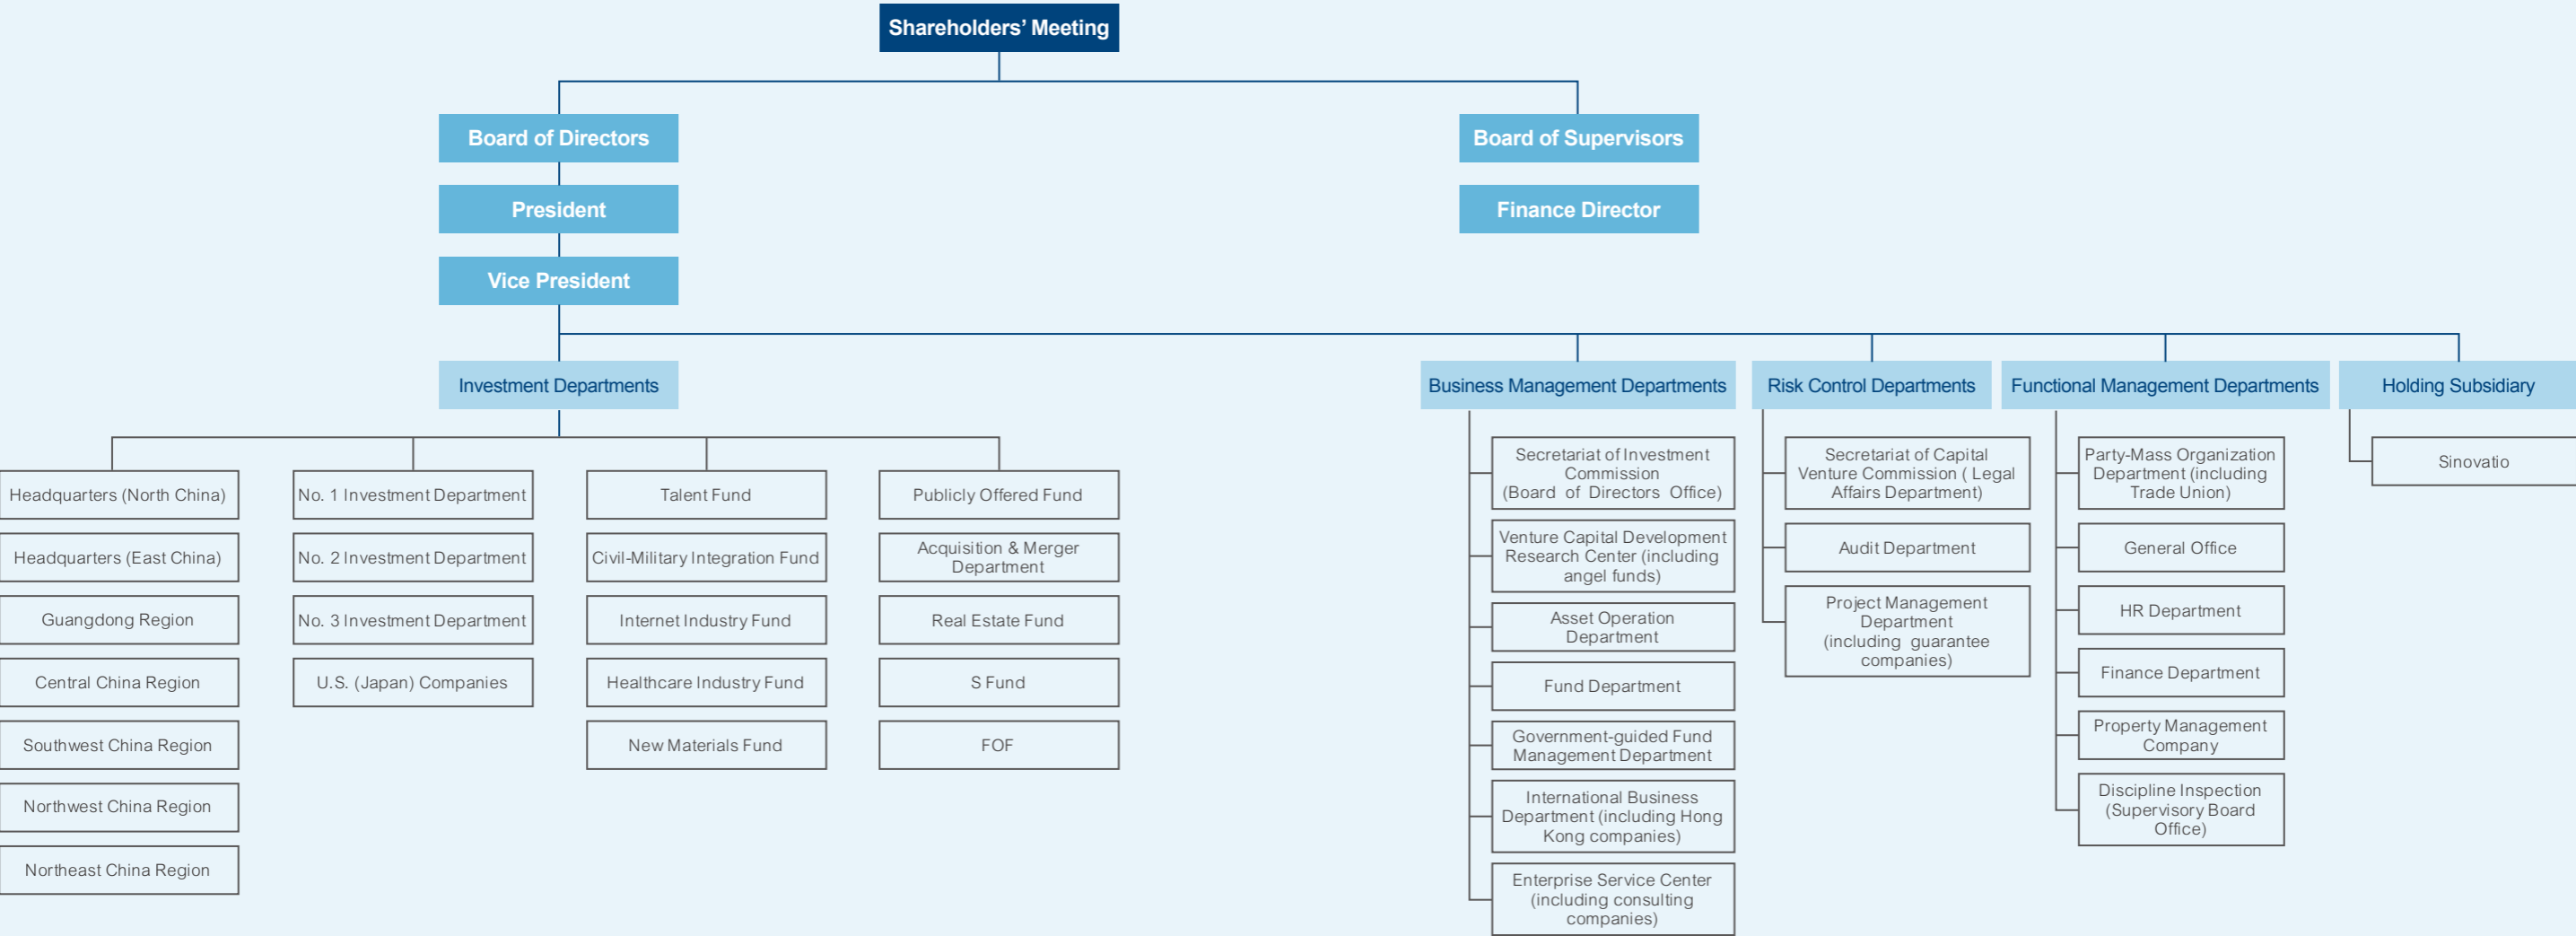 Shareholders’ Meeting
Board of Directors
Board of Supervisors
President
Finance Director
Vice President
Investment Departments
Business Management Departments
Risk Control Departments
Functional Management Departments
Holding Subsidiary
Headquarters (North China)
Headquarters (East China)
Guangdong Region
Central China Region
Southwest China Region
Northwest China Region
Northeast China Region
No. 1 Investment Department
No. 2 Investment Department
No. 3 Investment Department
U.S. (Japan) Companies
Talent Fund
Civil-Military Integration Fund
Internet Industry Fund
Healthcare Industry Fund
New Materials Fund
Publicly Offered Fund
Acquisition & Merger
Department
Real Estate Fund
S Fund
FOF
Secretariat of Investment
Commission
(Board of Directors Office)
Venture Capital Development
Research Center (including
angel funds)
Asset Operation
Department
Fund Department
Government-guided Fund
Management Department
International Business
Department (including Hong
Kong companies)
Enterprise Service Center
(including consulting
companies)
Secretariat of Capital
Venture Commission ( Legal
Affairs Department)
Audit Department
Project Management
Department
(including guarantee
companies)
Party-Mass Organization
Department (including
Trade Union)
General Office
HR Department
Finance Department
Property Management
Company
Discipline Inspection
(Supervisory Board
Office)
Sinovatio